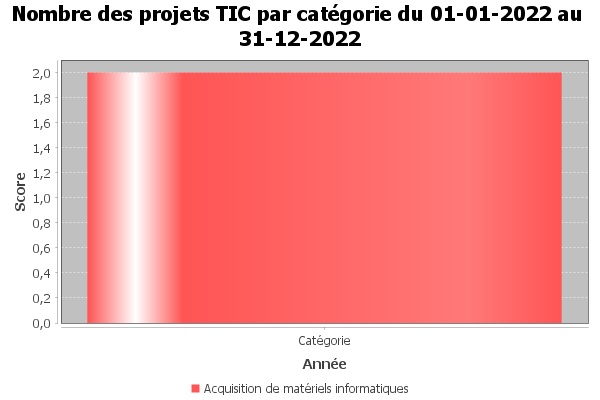 Nombre des projets TIC par catégorie du 01-01-2022 au
31-12-2022
2,0
1,8
1,6
1,4
1,2
1,0
0,8
0,6
0,4
0,2
0,0
Score
Catégorie
Année
Acquisition de matériels informatiques